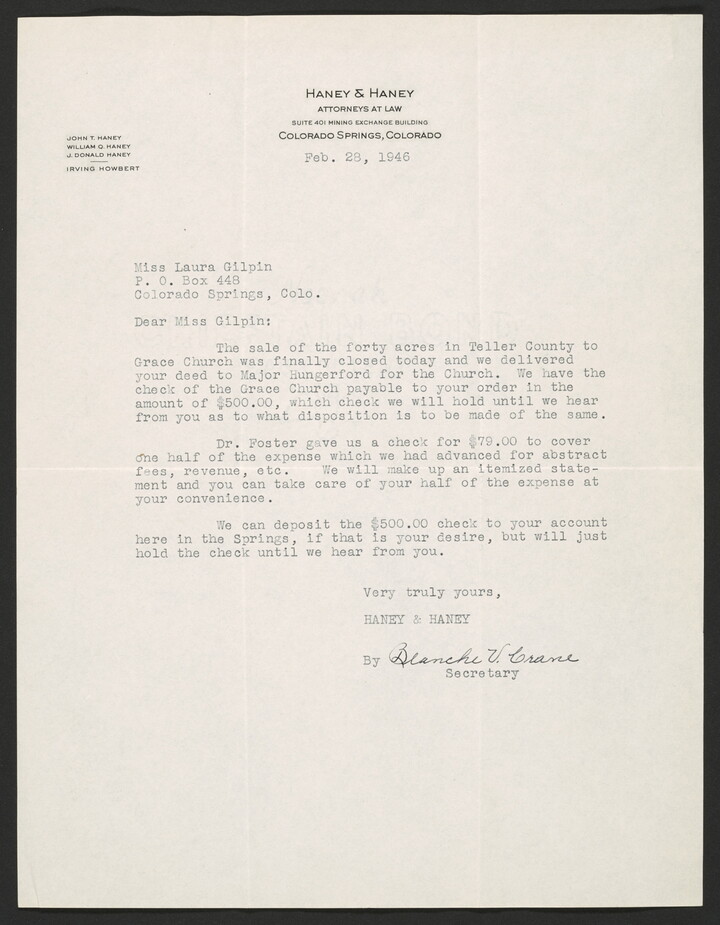 HANEY & HANEY
ATTORNEYS AT LAW
SUITE 401 MINING EXCHANGE BUILDING
COLORADO SPRINGS, COLORADO
JOHN T. HANEY
WILLIAM Q. HANEY
J. DONALD HANEY
IRVING HOWBERT
Feb. 28, 1946
Miss Laura Gilpin
P. O. Box 448
Colorado Springs, Colo.
Dear Miss Gilpin:
The sale of the forty acres in Teller County to
Grace Church was finally closed today and we delivered
your deed to Major Hungerford for the Church. We have the
check of the Grace Church payable to your order in the
amount of $500.00, which check we will hold until we hear
from you as to what disposition is to be made of the same.
Dr. Foster gave us a check for $79.00 to cover
one half of the expense which we had advanced for abstract
fees, revenue, etc. We will make up an itemized state-
ment and you can take care of your half of the expense at
your convenience.
We can deposit the $500.00 check to your account
here in the Springs, if that is your desire, but will just
hold the check until we hear from you.
Very truly yours,
HANEY & HANEY
By Blanche V. Crane
Secretary